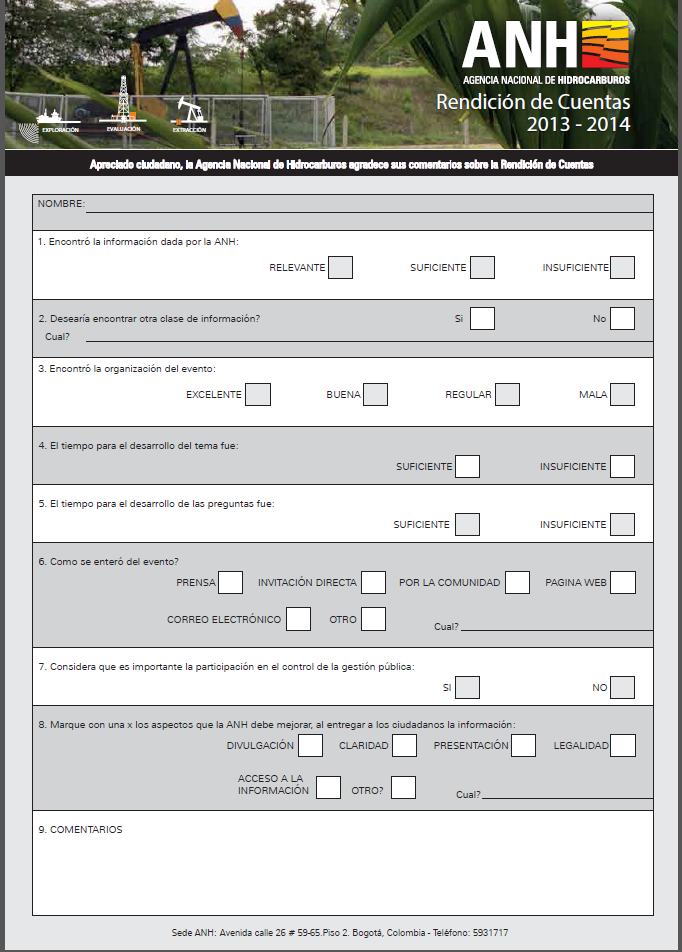 ANH
AGENCIA NACIONAL DE HIDROCARBUROS
Rendición de Cuentas
2013 - 2014
EXPLORACIÓN EVALUACIÓN EXTRACCIÓN
Apreciado ciudadano, la Agencia Nacional de Hidrocarburos agradece sus comentarios sobre la Rendición de Cuentas
NOMBRE:
1. Encontró la información dada por la ANH:
RELEVANTE SUFICIENTE INSUFICIENTE
2. Desearía encontrar otra clase de información? Si No
Cual?
3. Encontró la organización del evento:
EXCELENTE BUENA REGULAR MALA
4. El tiempo para el desarrollo del tema fue:
SUFICIENTE INSUFICIENTE
5. El tiempo para el desarrollo de las preguntas fue:
SUFICIENTE INSUFICIENTE
6. Como se enteró del evento?
PRENSA INVITACIÓN DIRECTA POR LA COMUNIDAD PAGINA WEB
CORREO ELECTRÓNICO OTRO Cual?
7. Considera que es importante la participación en el control de la gestión pública:
SI NO
8. Marque con una x los aspectos que la ANH debe mejorar, al entregar a los ciudadanos la información:
DIVULGACIÓN CLARIDAD PRESENTACIÓN LEGALIDAD
ACCESO A LA
INFORMACIÓN OTRO? Cual?
9. COMENTARIOS
Sede ANH: Avenida calle 26 # 59-65.Piso 2. Bogotá, Colombia - Teléfono: 5931717